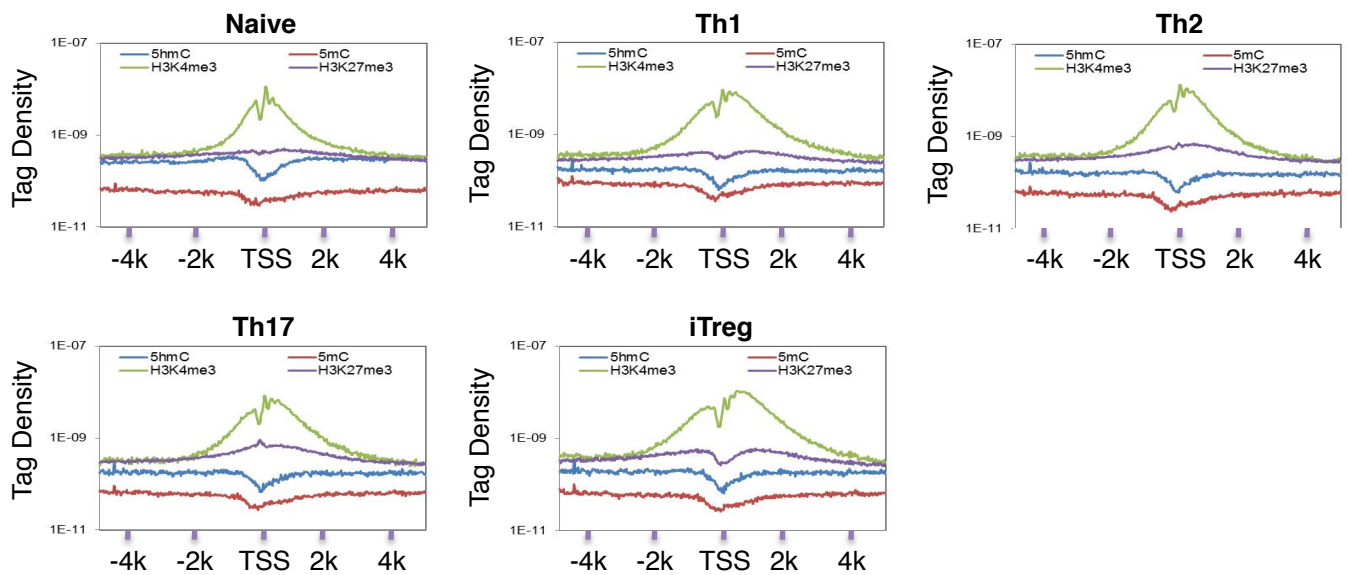 Naive
1E-07
5hmC 5mC
H3K4me3 H3K27me3
Tag Density
1E-09
1E-11
-4k -2k TSS 2k 4k
Th1
1E-07
5hmC 5mC
H3K4me3 H3K27me3
Tag Density
1E-09
1E-11
-4k -2k TSS 2k 4k
Th2
1E-07
5hmC 5mC
H3K4me3 H3K27me3
Tag Density
1E-09
1E-11
-4k -2k TSS 2k 4k
Th17
1E-07
5hmC 5mC
H3K4me3 H3K27me3
Tag Density
1E-09
1E-11
-4k -2k TSS 2k 4k
iTreg
1E-07
5hmC 5mC
H3K4me3 H3K27me3
Tag Density
1E-09
1E-11
-4k -2k TSS 2k 4k